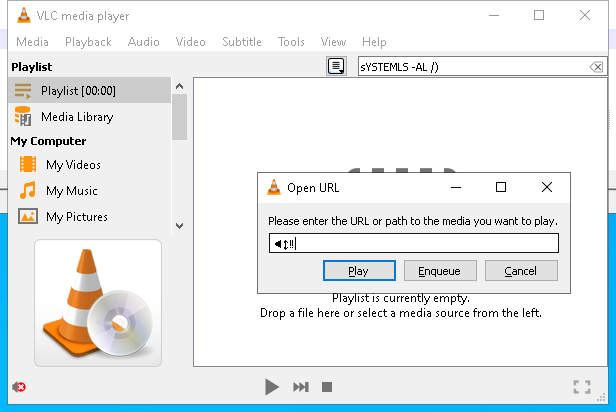 VLC media player
Media Playback Audio Video Subtitle Tools View Help
Playlist
sYSTEMLS -AL /)
Playlist [00:00]
Media Library
My Computer
My Videos
My Music
My Pictures
Open URL
Please enter the URL or path to the media you want to play.
◄↕‼
Play Enqueue Cancel
Playlist is currently empty.
Drop a file here or select a media source from the left.